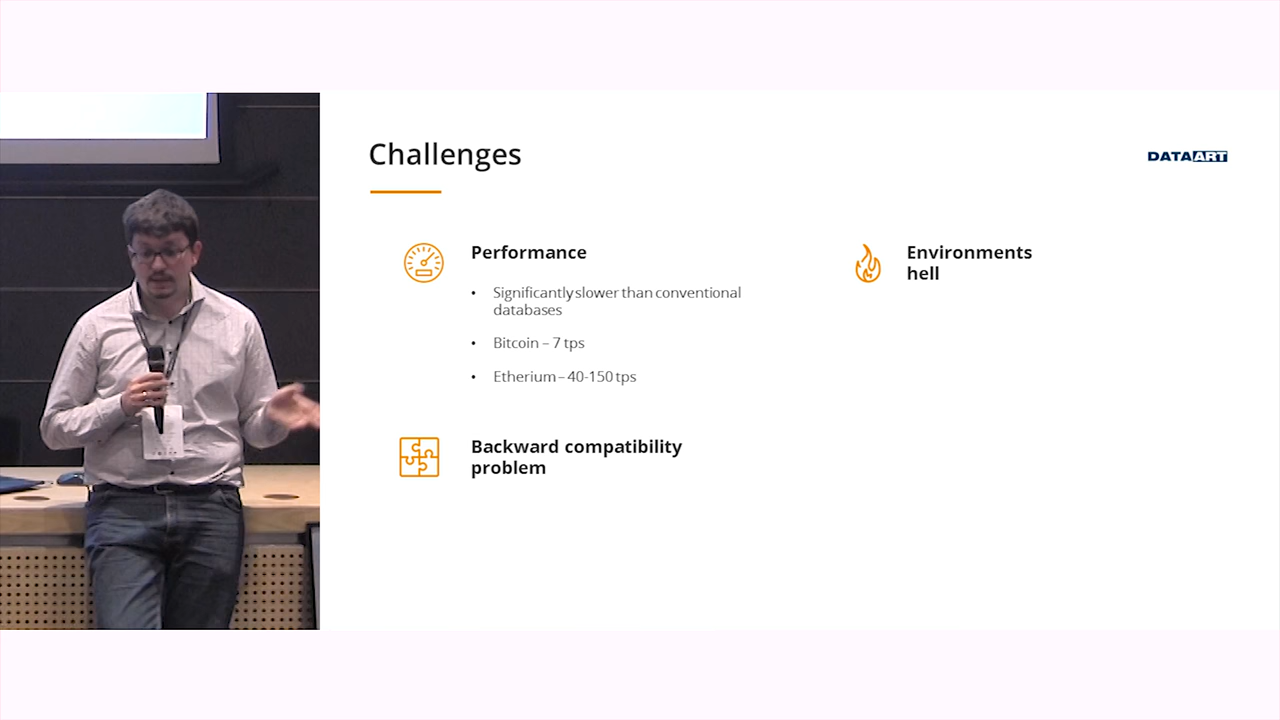 Challenges
DATAART
Performance
• Significantly slower than conventional
databases
• Bitcoin – 7 tps
• Etherium – 40-150 tps
Environments
hell
Backward compatibility
problem